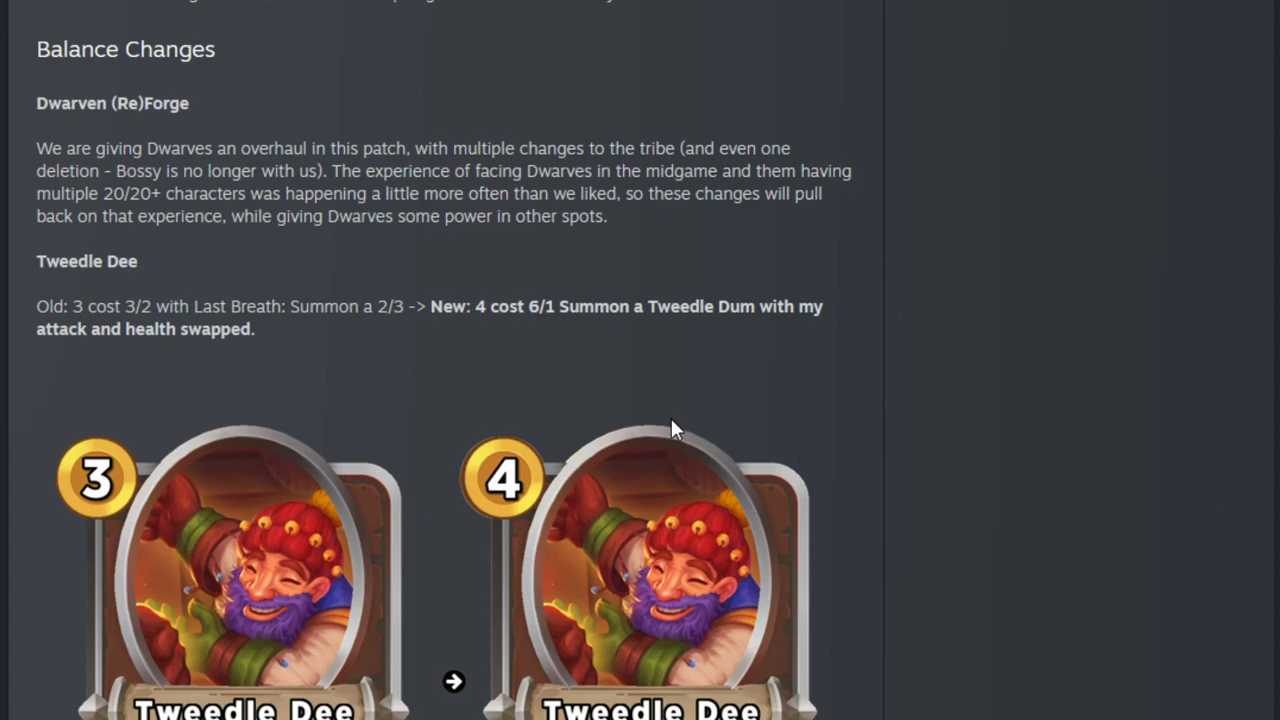 Balance Changes
Dwarven (Re)Forge
We are giving Dwarves an overhaul in this patch, with multiple changes to the tribe (and even one
deletion - Bossy is no longer with us). The experience of facing Dwarves in the midgame and them having
multiple 20/20+ characters was happening a little more often than we liked, so these changes will pull
back on that experience, while giving Dwarves some power in other spots.
Tweedle Dee
Old: 3 cost 3/2 with Last Breath: Summon a 2/3 -> New: 4 cost 6/1 Summon a Tweedle Dum with my
attack and health swapped.
3 4
Tweedle Dee Tweedle Dee